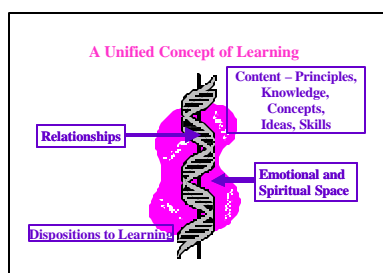 A Unified Concept of Learning
Content – Principles,
Knowledge,
Concepts,
Ideas, Skills
Relationships
Emotional and
Spiritual Space
Dispositions to Learning